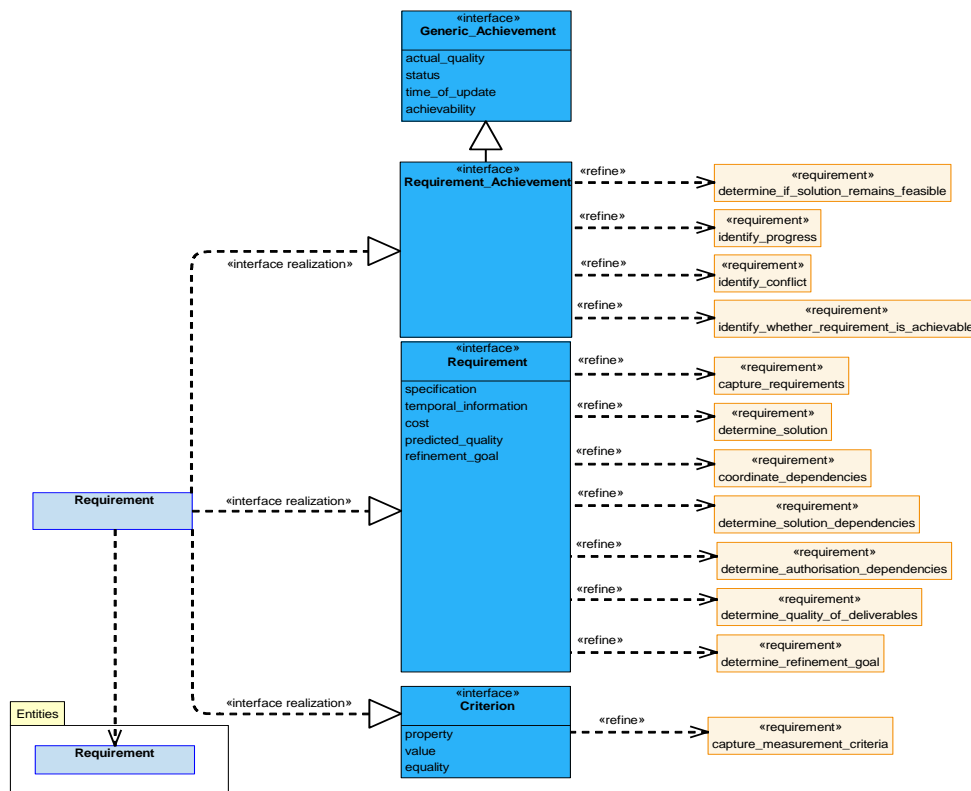 «interface»
Generic_Achievement
actual_quality
status
time_of_update
achievability
«interface»
Requirement_Achievement
«refine»
«requirement»
determine_if_solution_remains_feasible
«refine»
«requirement»
identify_progress
«interface realization»
«refine»
«requirement»
identify_conflict
«refine»
«requirement»
identify_whether_requirement_is_achievable
«interface»
Requirement
specification
temporal_information
cost
predicted_quality
refinement_goal
«refine»
«requirement»
capture_requirements
«refine»
«requirement»
determine_solution
«refine»
«requirement»
coordinate_dependencies
Requirement
«interface realization»
«refine»
«requirement»
determine_solution_dependencies
«refine»
«requirement»
determine_authorisation_dependencies
«refine»
«requirement»
determine_quality_of_deliverables
«refine»
«requirement»
determine_refinement_goal
«interface realization»
«interface»
Criterion
property
value
equality
«refine»
«requirement»
capture_measurement_criteria
Entities
Requirement